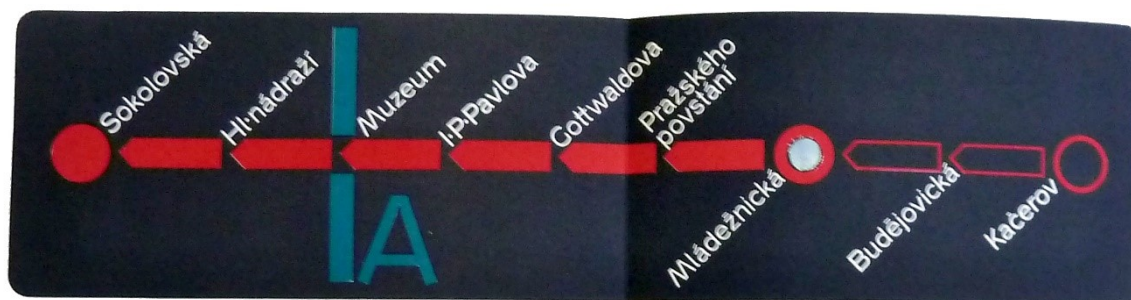 Sokolovská
Hl·nádraží
Muzeum
I·P·Pavlova
Gottwaldova
Pražského
povstání
Mládežnická
Budějovická
Kačerov
A